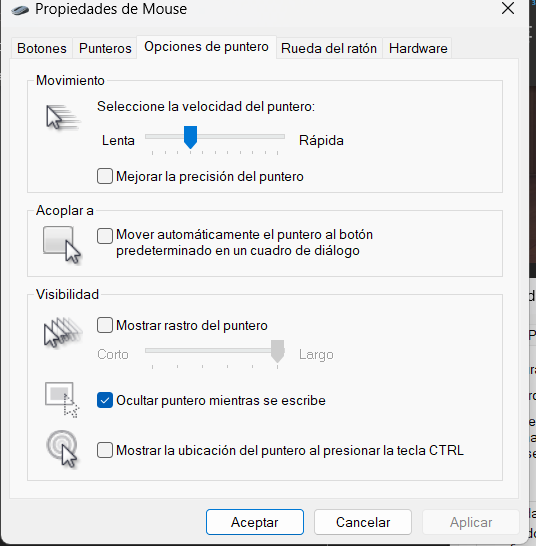 Propiedades de Mouse
Botones Punteros Opciones de puntero Rueda del ratón Hardware
Movimiento
Seleccione la velocidad del puntero:
Lenta Rápida
Mejorar la precisión del puntero
Acoplar a
Mover automáticamente el puntero al botón
predeterminado en un cuadro de diálogo
Visibilidad
Mostrar rastro del puntero
Corto Largo
Ocultar puntero mientras se escribe
Mostrar la ubicación del puntero al presionar la tecla CTRL
Aceptar Cancelar Aplicar